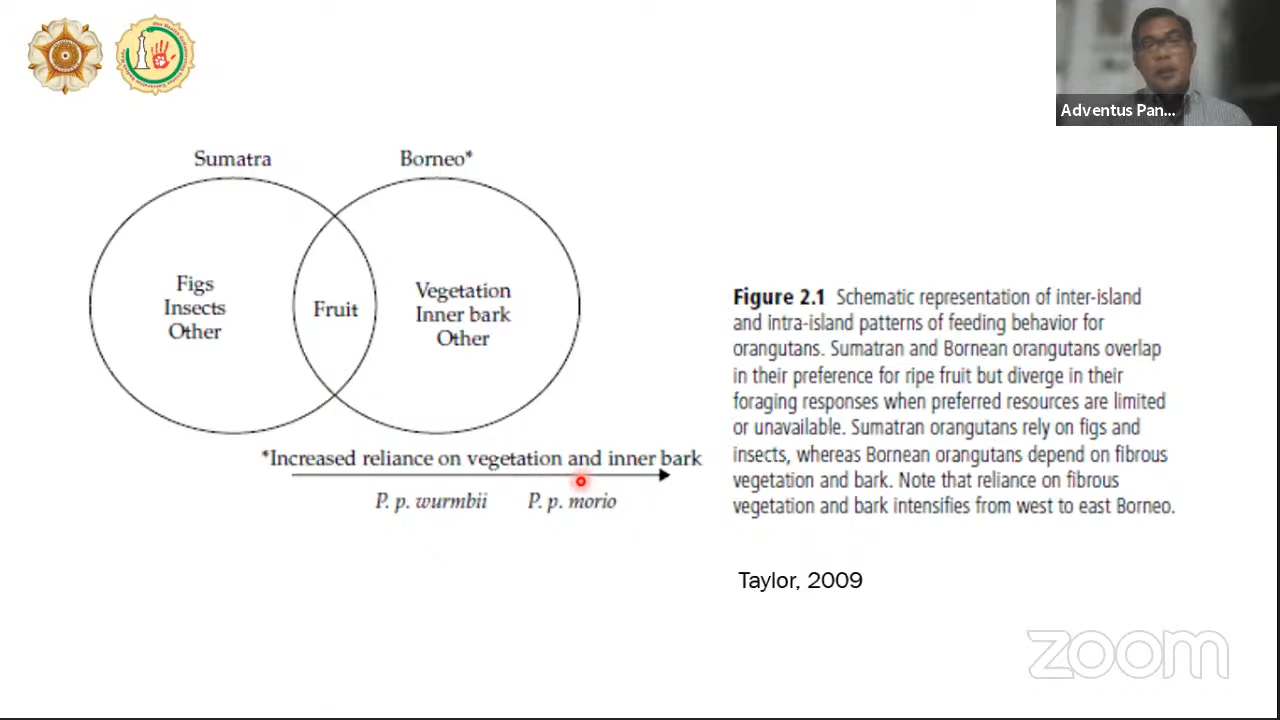 Adventus Pan...
Sumatra
Borneo*
Figs
Insects
Other
Fruit
Vegetation
Inner bark
Other
*Increased reliance on vegetation and inner bark
P. p. wurmbii
P. p. morio
Figure 2.1 Schematic representation of inter-island
and intra-island patterns of feeding behavior for
orangutans. Sumatran and Bornean orangutans overlap
in their preference for ripe fruit but diverge in their
foraging responses when preferred resources are limited
or unavailable. Sumatran orangutans rely on figs and
insects, whereas Bornean orangutans depend on fibrous
vegetation and bark. Note that reliance on fibrous
vegetation and bark intensifies from west to east Borneo.
Taylor, 2009
zoom